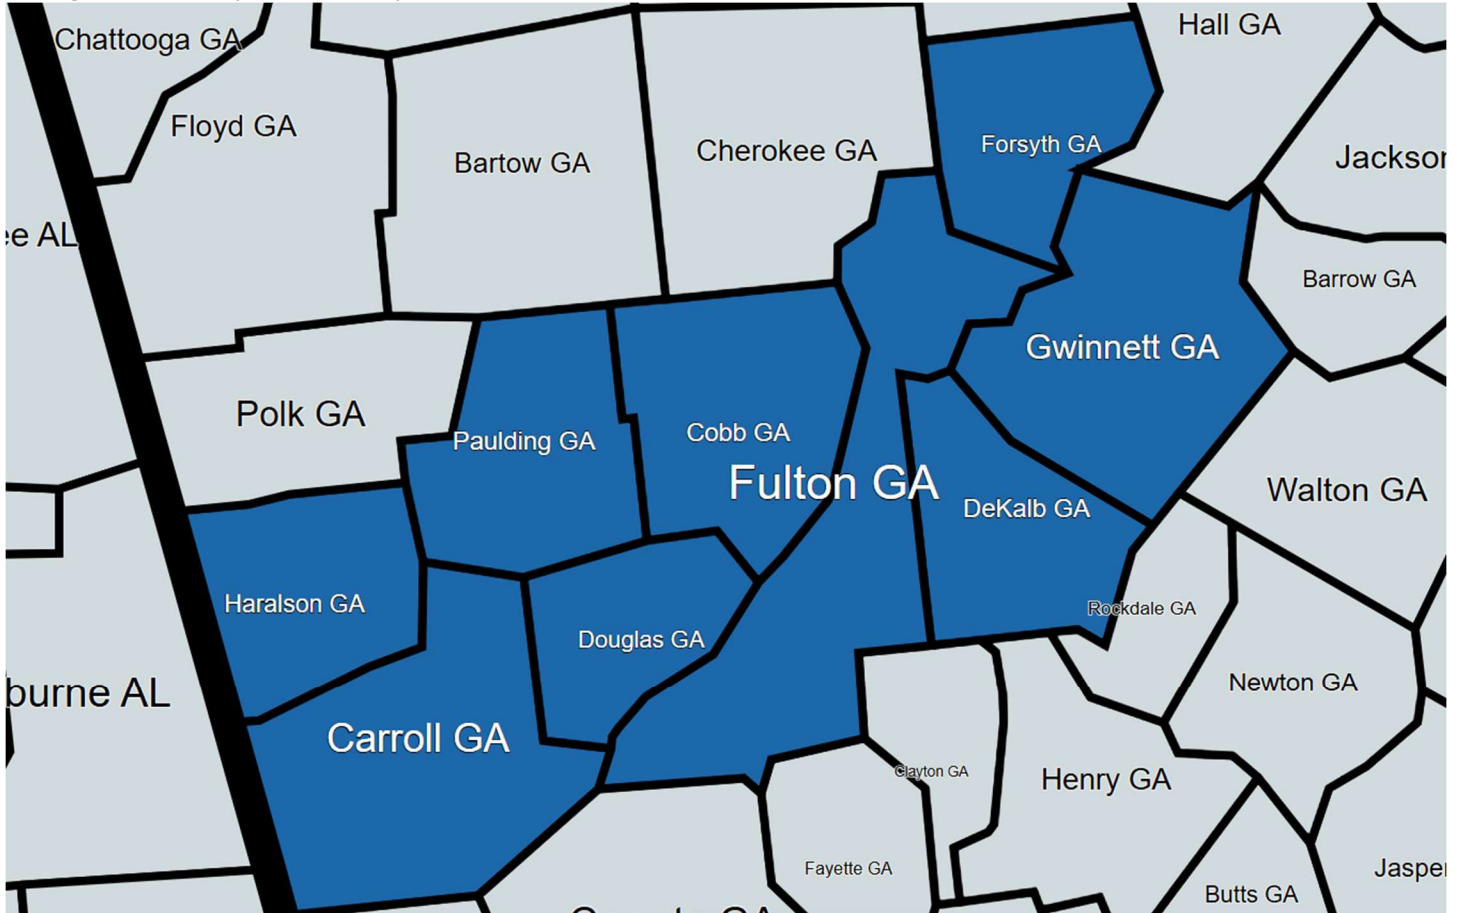 Hall GA
Chattooga GA
Floyd GA
Forsyth GA
Cherokee GA
Jackson
Bartow GA
ee AL
Barrow GA
Gwinnett GA
Polk GA
Cobb GA
Paulding GA
Fulton GA
Walton GA
DeKalb GA
Haralson GA
Rockdale GA
Douglas GA
Newton GA
burne AL
Carroll GA
Clayton GA
Henry GA
Fayette GA
Jasper
Butts GA